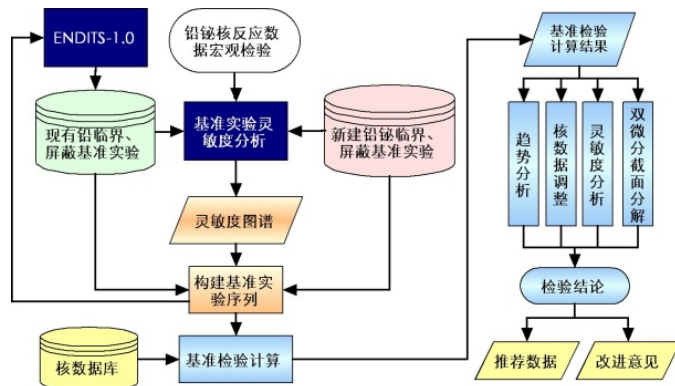 ENDITS-1.0
铅铋核反应数
据宏观检验
现有铅临界、
屏蔽基准实验
基准实验灵
敏度分析
新建铅铋临界、
屏蔽基准实验
灵敏度图谱
构建基准实
验序列
核数据库
基准检验计算
基准检验
计算结果
趋势分析
核数据调整
灵敏度分析
双微分截面分解
检验结论
推荐数据
改进意见